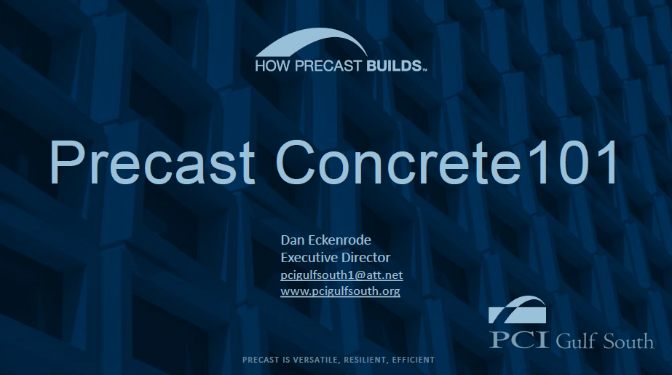 HOW PRECAST BUILDS™
Precast Concrete101
Dan Eckenrode
Executive Director
pcigulfsouth1@att.net
www.pcigulfsouth.org
PCI Gulf South
PRECAST IS VERSATILE, RESILIENT, EFFICIENT